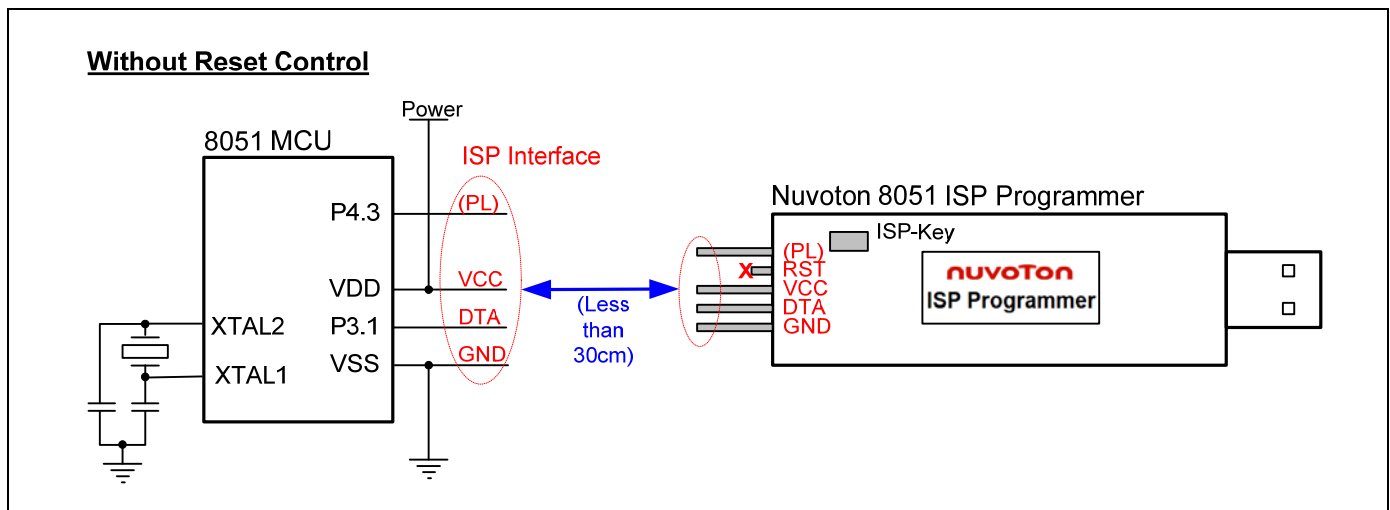 Without Reset Control
Power
8051 MCU
ISP Interface
P4.3
(PL)
VDD
VCC
XTAL2
P3.1
DTA
XTAL1
VSS
GND
(Less
than
30cm)
Nuvoton 8051 ISP Programmer
ISP-Key
(PL)
X
RST
VCC
DTA
GND
nuvoTon
ISP Programmer